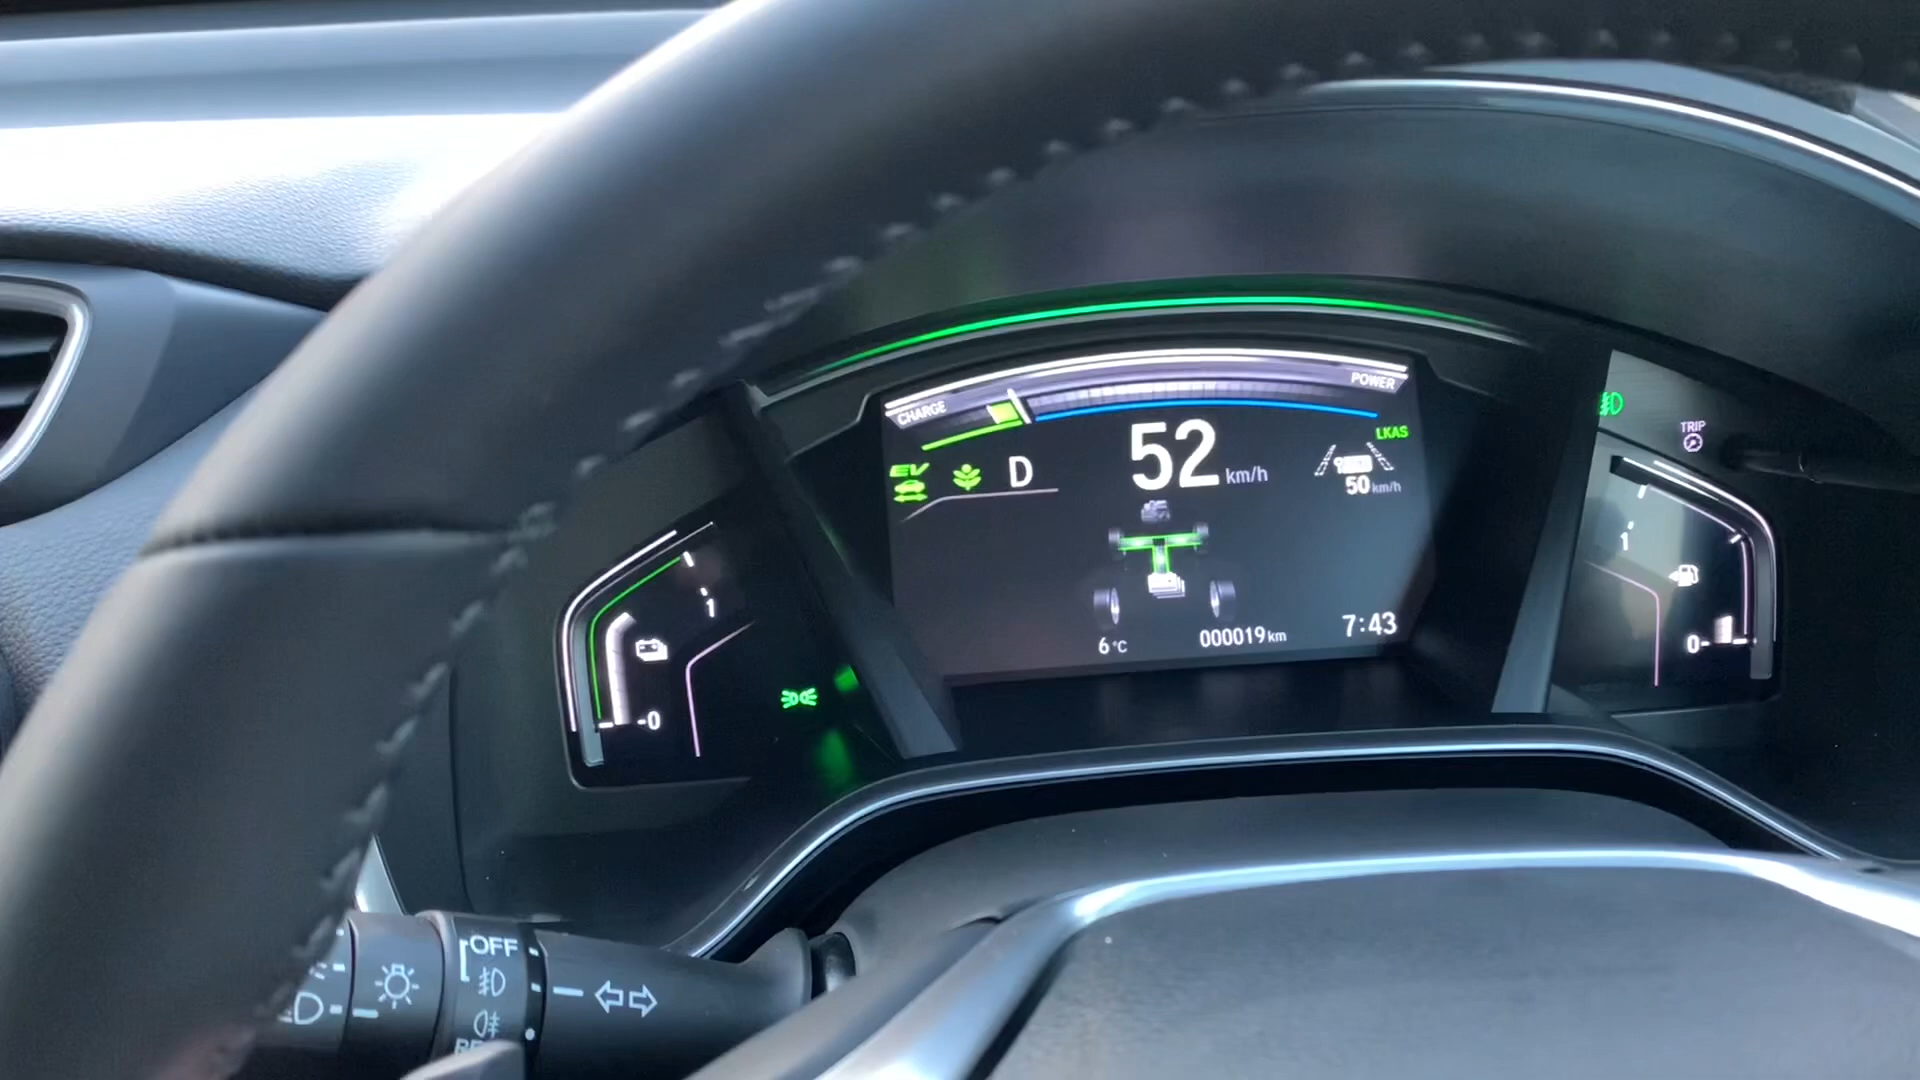 CHARGE
POWER
LKAS
EV
D
52 km/h
50 km/h
TRIP
1
1
0
0
6 °C
000019 km
7:43
OFF